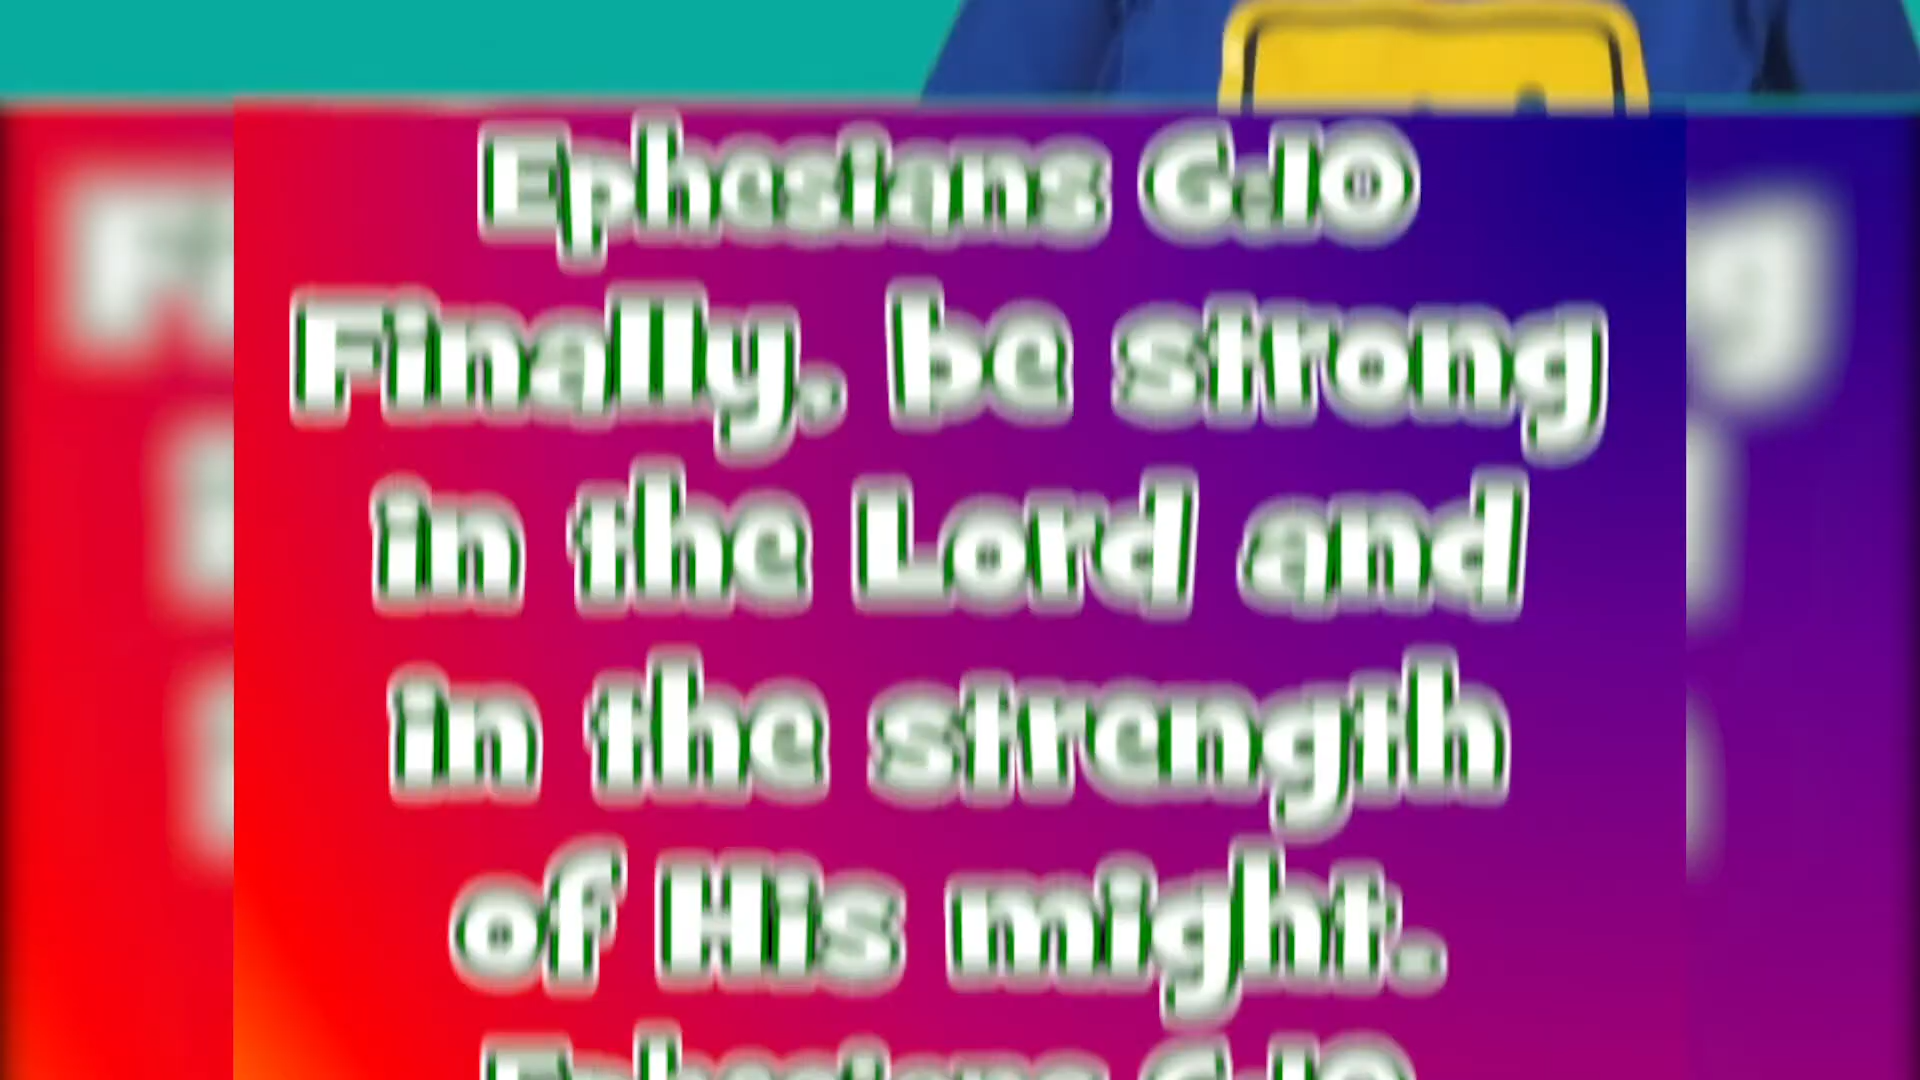 Ephesians 6:10
Finally, be strong
in the Lord and
in the strength
of His might.
Ephesians 6:10